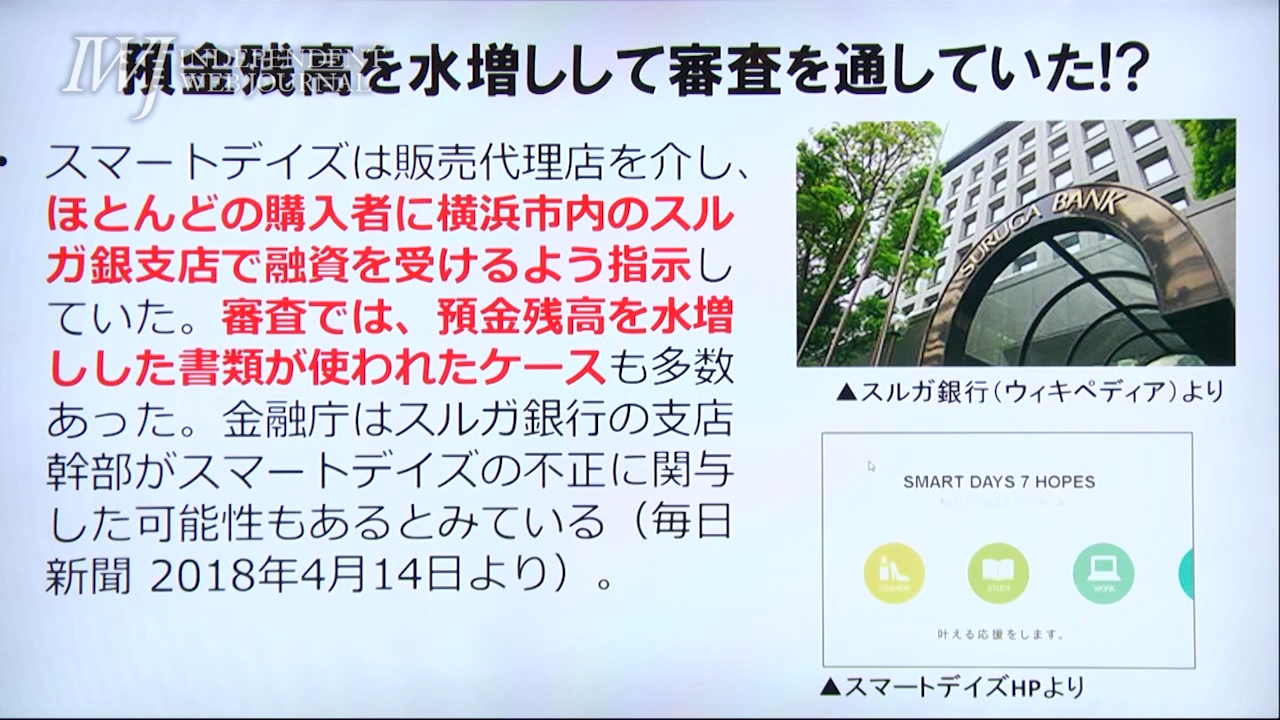 IWJ INDEPENDENT
WEB JOURNAL
預金残高を水増しして審査を通していた!?
・スマートデイズは販売代理店を介し、
ほとんどの購入者に横浜市内のスル
ガ銀支店で融資を受けるよう指示し
ていた。審査では、預金残高を水増
しした書類が使われたケースも多数
あった。金融庁はスルガ銀行の支店
幹部がスマートデイズの不正に関与
した可能性もあるとみている（毎日
新聞 2018年4月14日より）。
SURUGA BANK
▲スルガ銀行(ウィキペディア)より
SMART DAYS 7 HOPES
FASHION
STUDY
WORK
叶える応援をします。
▲スマートデイズHPより